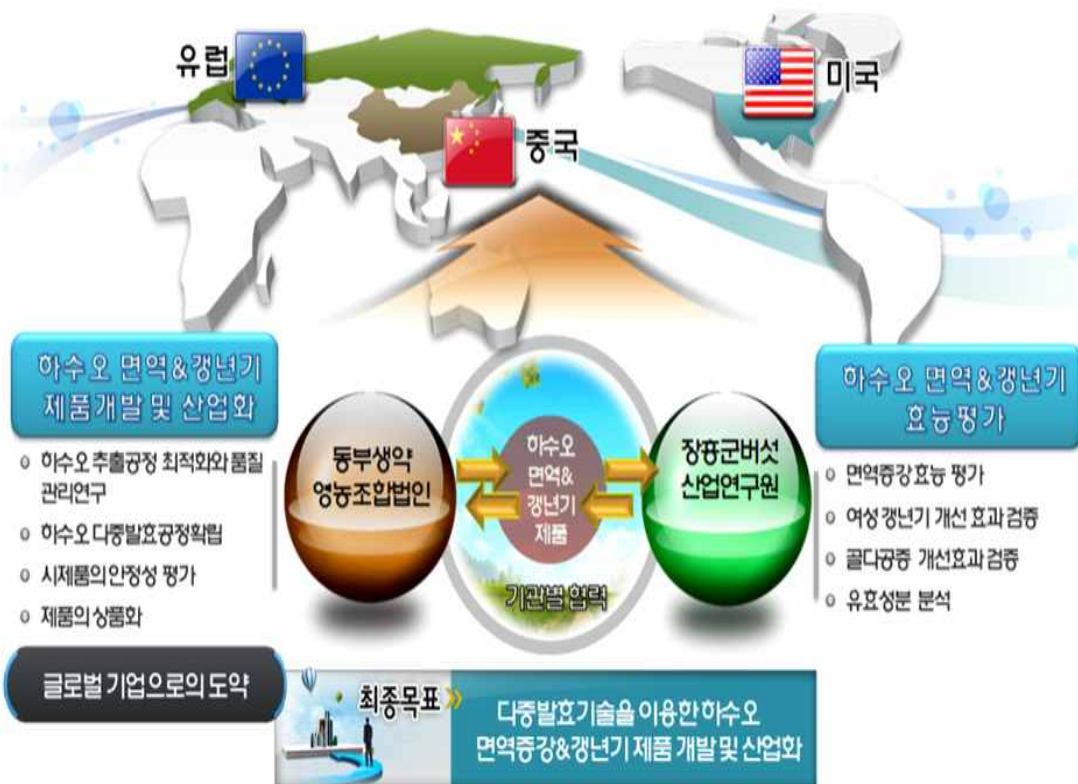 유럽
미국
중국
하수오 면역&갱년기
제품개발 및 산업화
하수오 추출공정 최적화와 품질
관리연구
하수오 다중발효공정확립
시제품의 안정성 평가
제품의 상품화
동부생약
영농조합법인
하수오
면역&
갱년기
제품
기관별 협력
장흥군버섯
산업연구원
하수오 면역&갱년기
효능평가
면역증강 효능 평가
여성 갱년기 개선 효과 검증
골다공증 개선효과 검증
유효성분 분석
글로벌 기업으로의 도약
최종목표
다중발효기술을 이용한 하수오
면역증강&갱년기 제품 개발 및 산업화